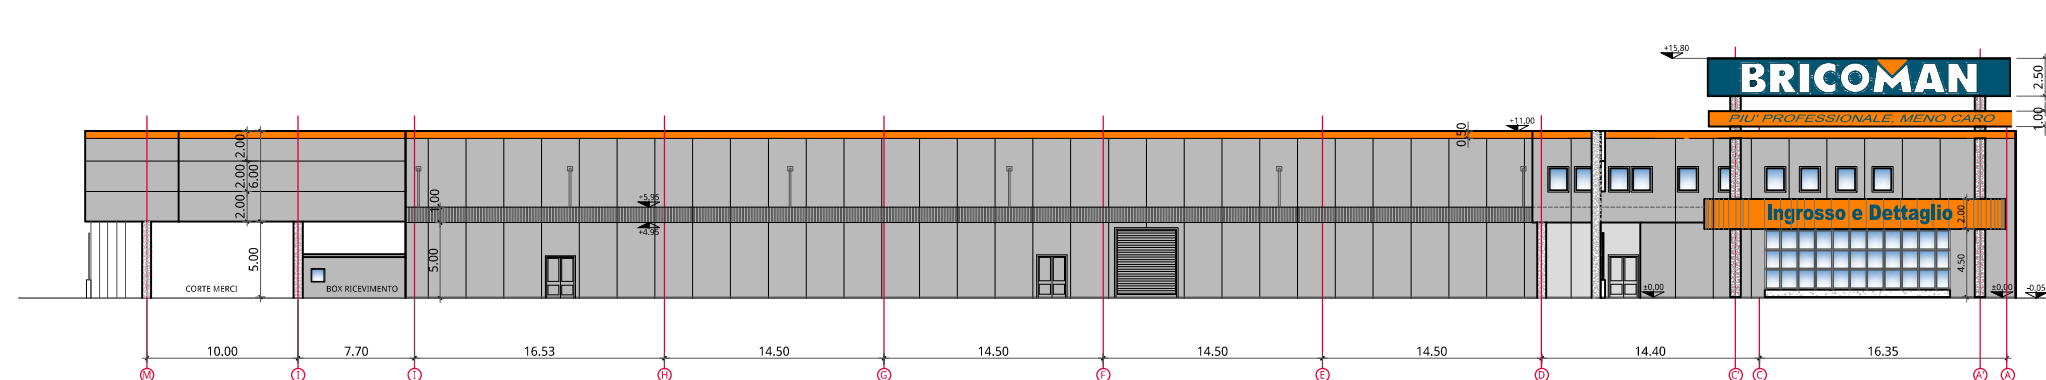 +15,80
BRICOMAN
2.50
PIU' PROFESSIONALE, MENO CARO
1.00
+11,00
0.50
2.00
2.00
6.00
2.00
1.00
+5,95
+4,95
Ingrosso e Dettaglio
2.00
5.00
5.00
4.50
CORTE MERCI
BOX RICEVIMENTO
±0,00
±0,00
-0,05
10.00
7.70
16.53
14.50
14.50
14.50
14.50
14.40
16.35
M
I
I
H
G
F
E
D
C'
C
A'
A